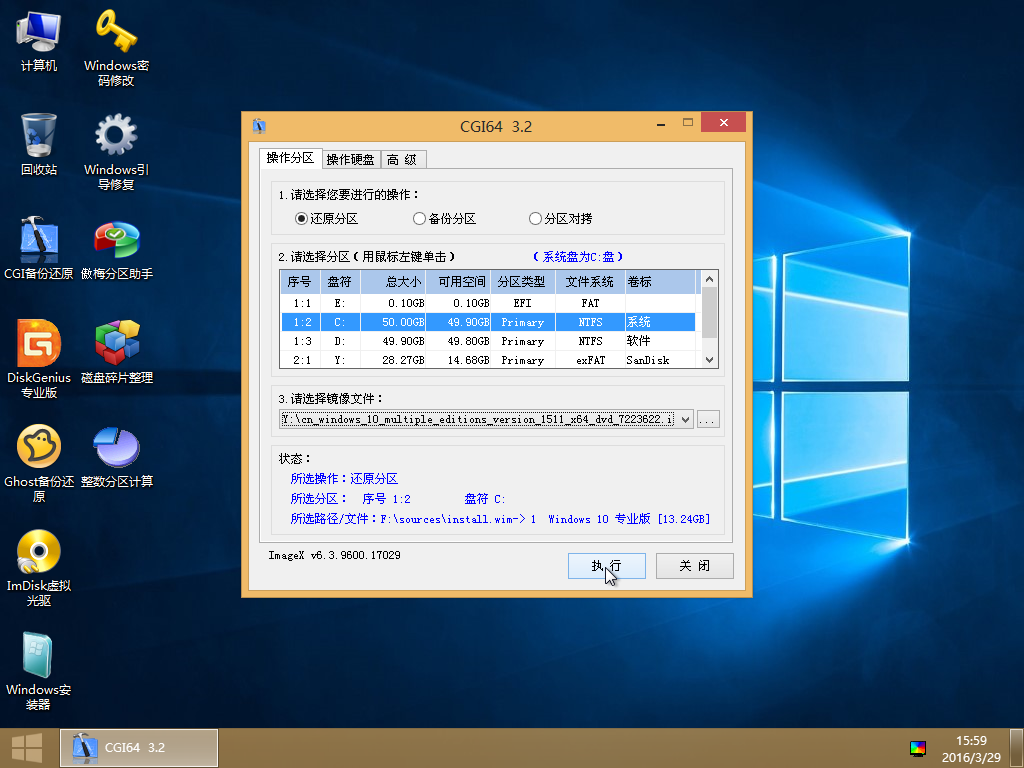 计算机
Windows密
码修改
回收站
Windows引
导修复
CGI备份还原
傲梅分区助手
DiskGenius
专业版
磁盘碎片整理
Ghost备份还
原
整数分区计算
ImDisk虚拟
光驱
Windows安
装器
CGI64 3.2
操作分区 操作硬盘 高 级
1.请选择您要进行的操作：
还原分区 备份分区 分区对拷
2.请选择分区(用鼠标左键单击) (系统盘为C:盘)
序号 盘符 总大小 可用空间 分区类型 文件系统 卷标
1:1 E: 0.10GB 0.10GB EFI FAT
1:2 C: 50.00GB 49.90GB Primary NTFS 系统
1:3 D: 49.90GB 49.80GB Primary NTFS 软件
2:1 Y: 28.27GB 14.68GB Primary exFAT SanDisk
3.请选择镜像文件：
Y:\cn_windows_10_multiple_editions_version_1511_x64_dvd_7223622.i ...
状态：
所选操作：还原分区
所选分区： 序号 1:2 盘符 C:
所选路径/文件：F:\sources\install.wim-> 1 Windows 10 专业版 [13.24GB]
ImageX v6.3.9600.17029
执 行 关 闭
CGI64 3.2
15:59
2016/3/29